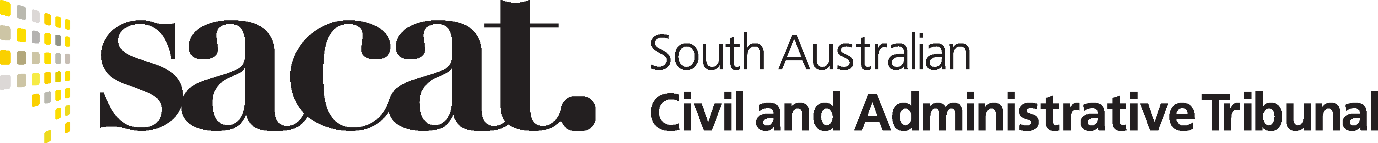 sacat.
South Australian
Civil and Administrative Tribunal